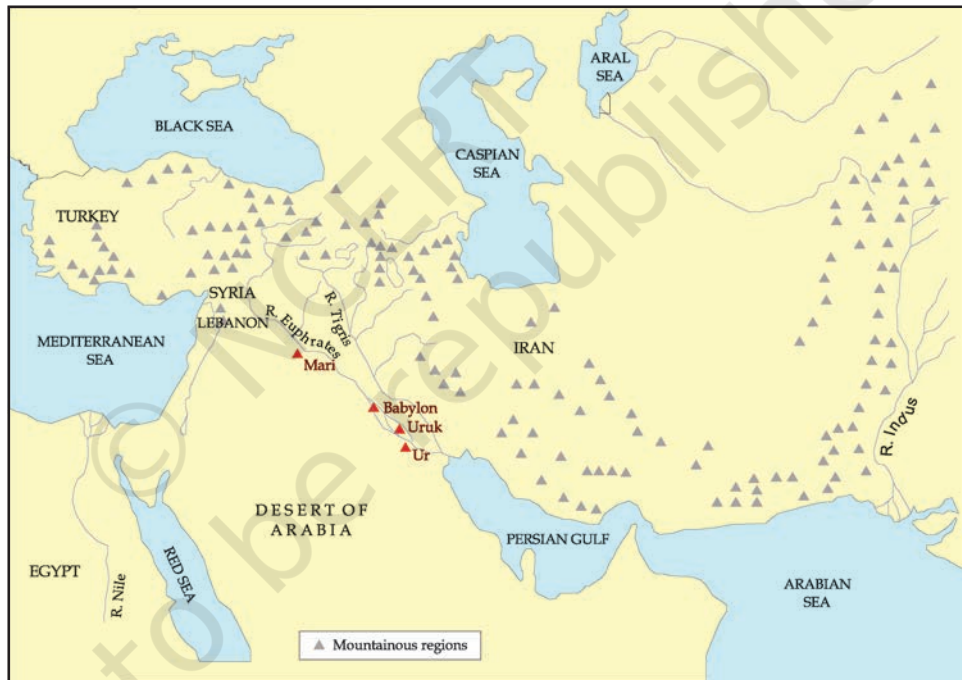 ARAL
SEA
BLACK SEA
CASPIAN
SEA
TURKEY
SYRIA
LEBANON
R. Euphrates
R. Tigris
MEDITERRANEAN
SEA
IRAN
Mari
Babylon
Uruk
Ur
R. Indus
DESERT OF
ARABIA
PERSIAN GULF
EGYPT
R. Nile
RED SEA
ARABIAN
SEA
Mountainous regions
© NCERT
not to be republished